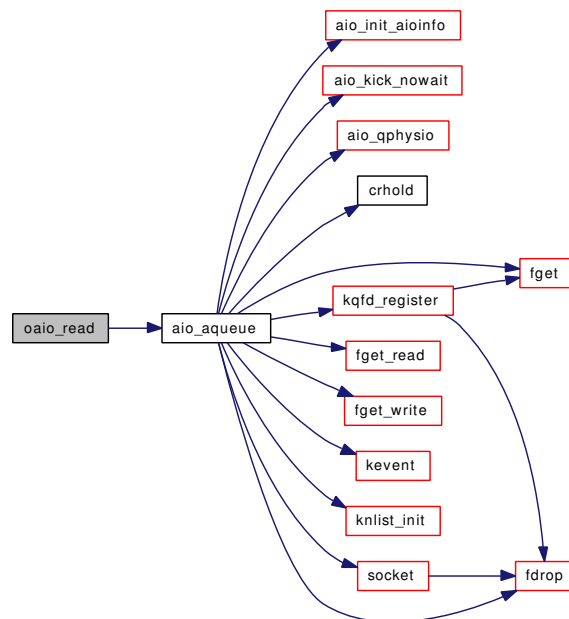 aio_init_aioinfo
aio_kick_nowait
aio_qphysio
crhold
fget
kqfd_register
oaio_read
aio_aqueue
fget_read
fget_write
kevent
knlist_init
socket
fdrop